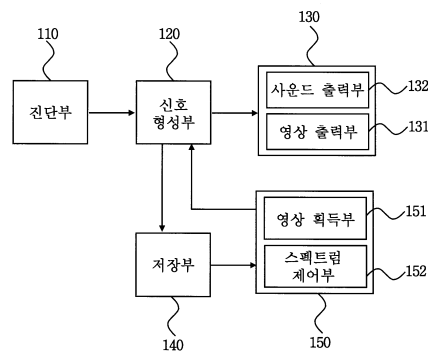 110
120
130
진단부
신호
형성부
사운드 출력부
132
영상 출력부
131
영상 획득부
151
저장부
스펙트럼
제어부
152
140
150